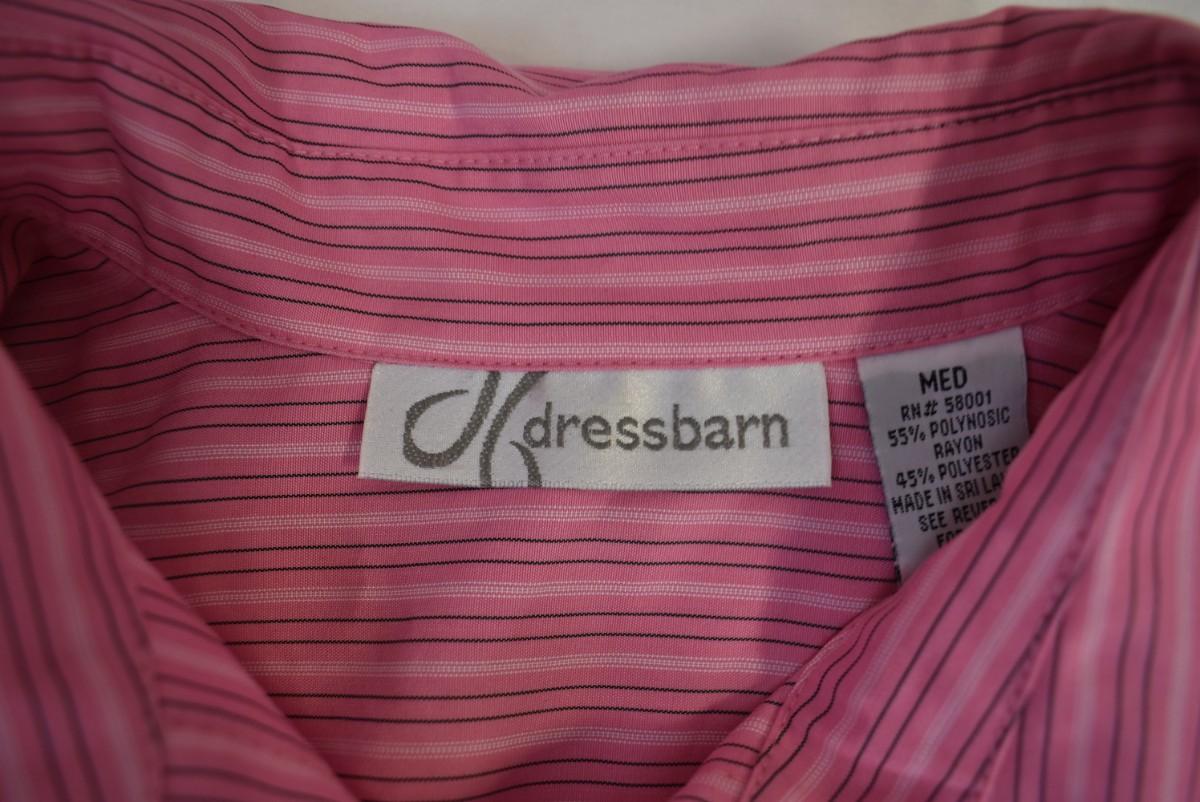 dressbarn
MED
RN# 58001
55% POLYNOSIC
RAYON
45% POLYESTER
MADE IN SRI
SEE